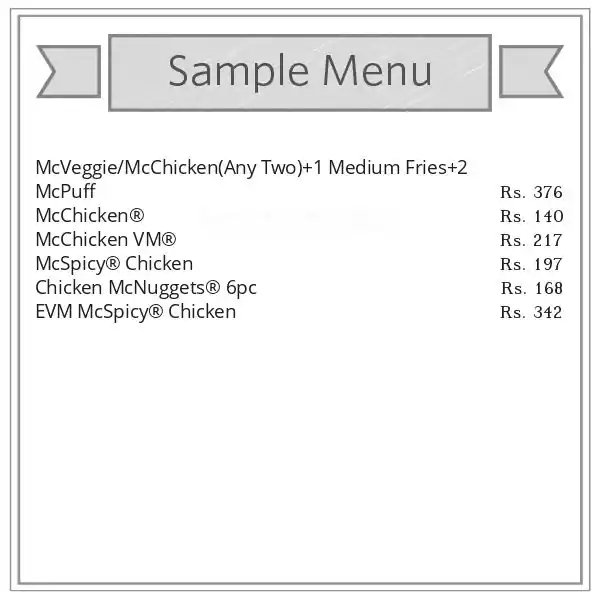 Sample Menu
McVeggie/McChicken(Any Two)+1 Medium Fries+2
McPuff Rs. 376
McChicken® Rs. 140
McChicken VM® Rs. 217
McSpicy® Chicken Rs. 197
Chicken McNuggets® 6pc Rs. 168
EVM McSpicy® Chicken Rs. 342